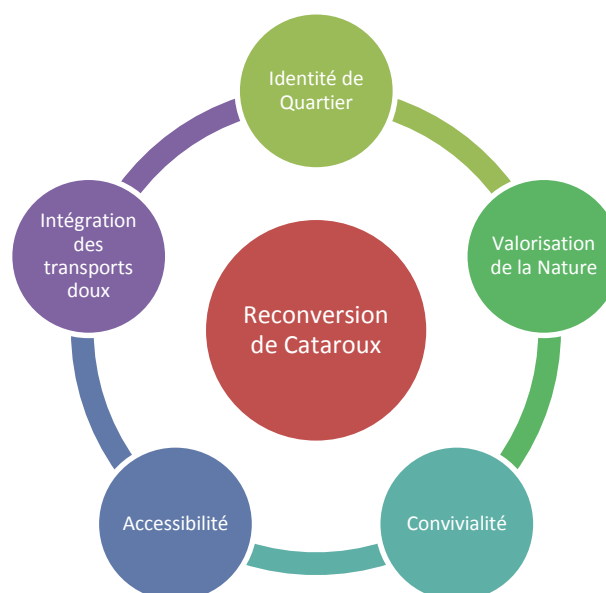 Identité de
Quartier
Valorisation
de la Nature
Convivialité
Accessibilité
Intégration
des
transports
doux
Reconversion
de Cataroux